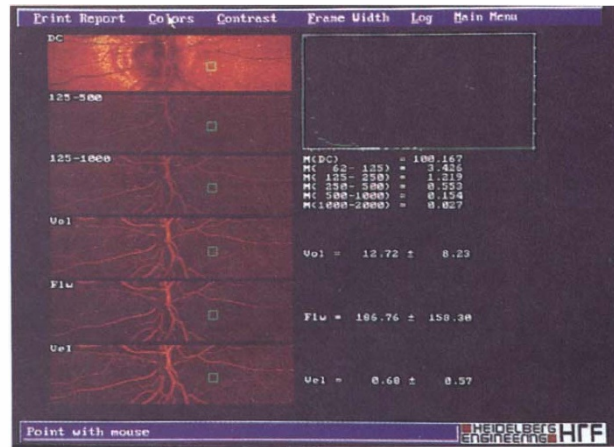 Print Report Colors Contrast Frame Width Log Main Menu
DC
125-500
125-1000
M(DC) = 100.167
M( 62- 125) = 3.426
M( 125- 250) = 1.219
M( 250- 500) = 0.553
M( 500-1000) = 0.154
M(1000-2000) = 0.027
Vol
Vol = 12.72 ± 8.23
Flw
Flw = 186.76 ± 158.30
Vel
Vel = 0.68 ± 0.57
Point with mouse
HEIDELBERG
ENGINEERING HRF